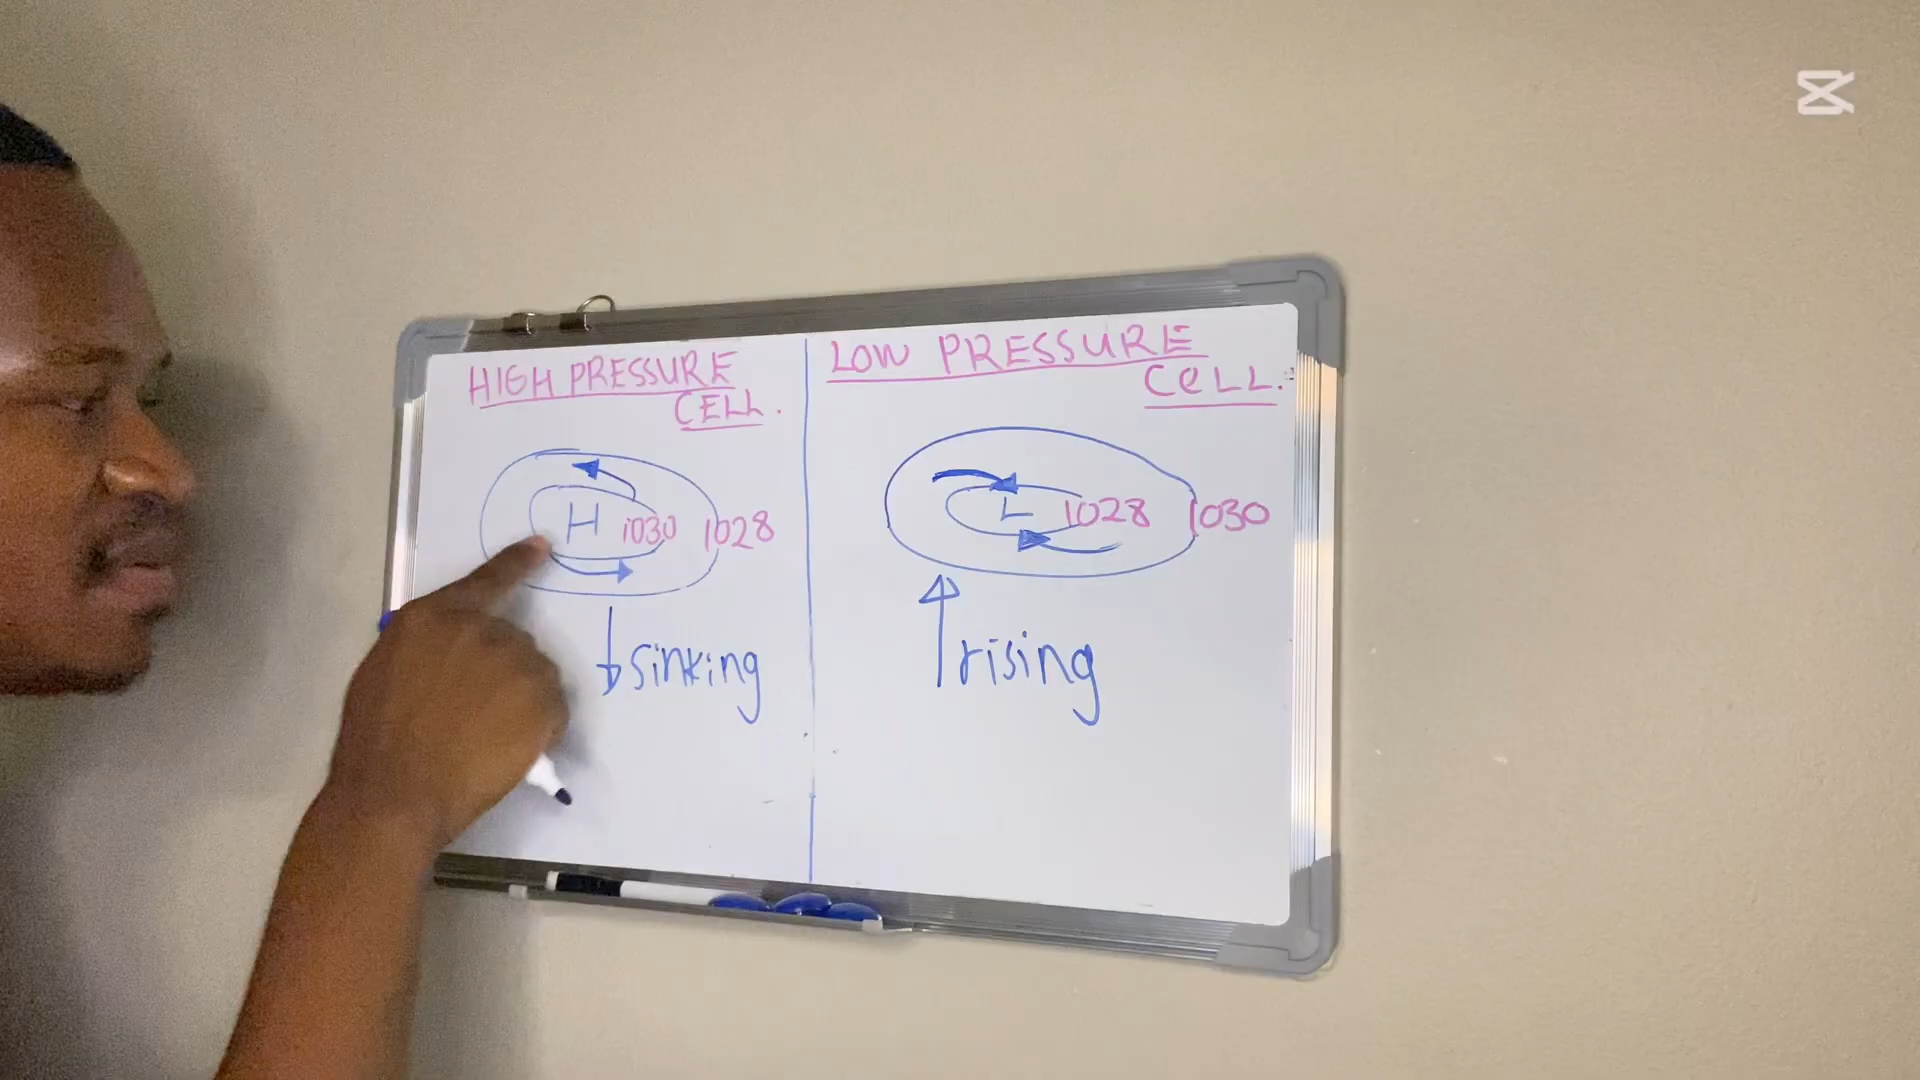 HIGH PRESSURE
CELL.
H 1030 1028
sinking
LOW PRESSURE
CELL.
L 1028 1030
rising